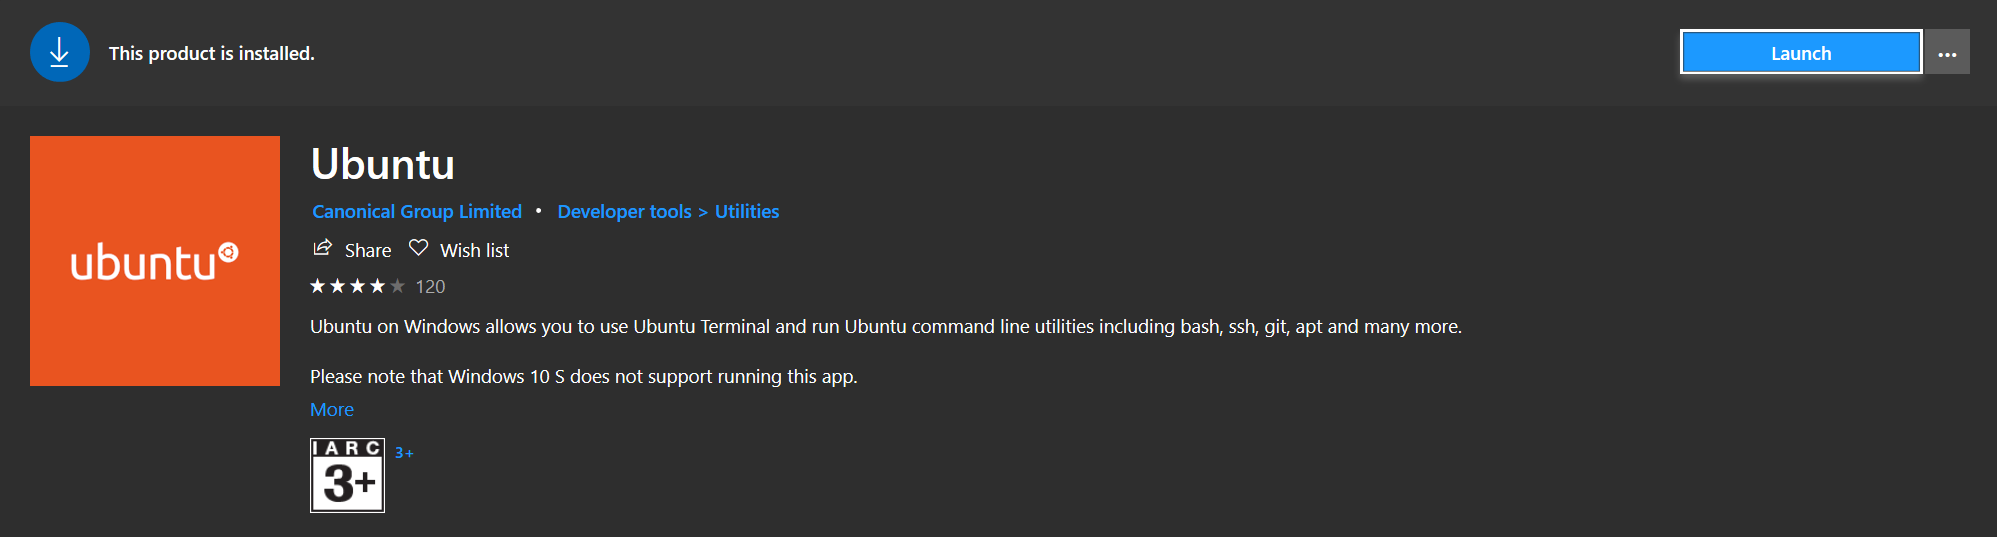 This product is installed.
Launch
...
ubuntu
Ubuntu
Canonical Group Limited • Developer tools > Utilities
Share Wish list
120
Ubuntu on Windows allows you to use Ubuntu Terminal and run Ubuntu command line utilities including bash, ssh, git, apt and many more.
Please note that Windows 10 S does not support running this app.
More
IARC
3+
3+